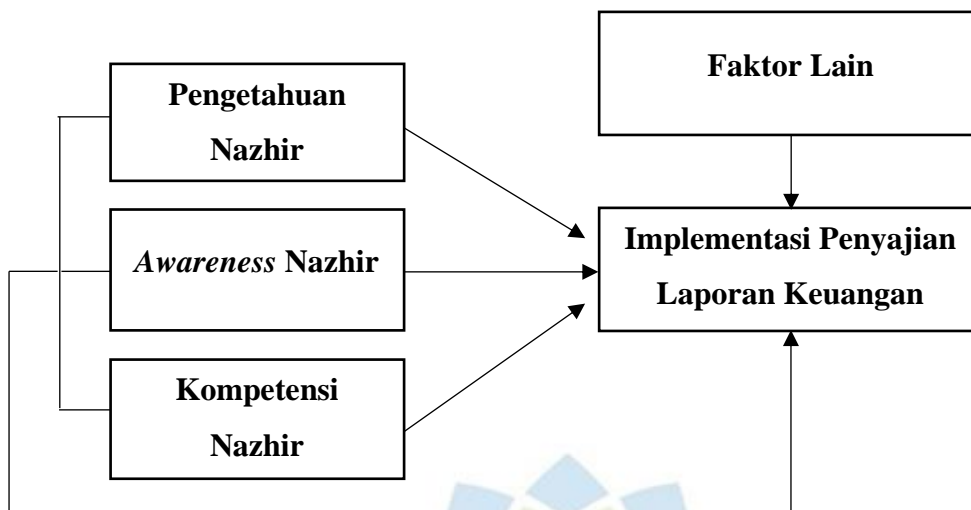 Pengetahuan
Nazhir
Awareness Nazhir
Kompetensi
Nazhir
Faktor Lain
Implementasi Penyajian
Laporan Keuangan